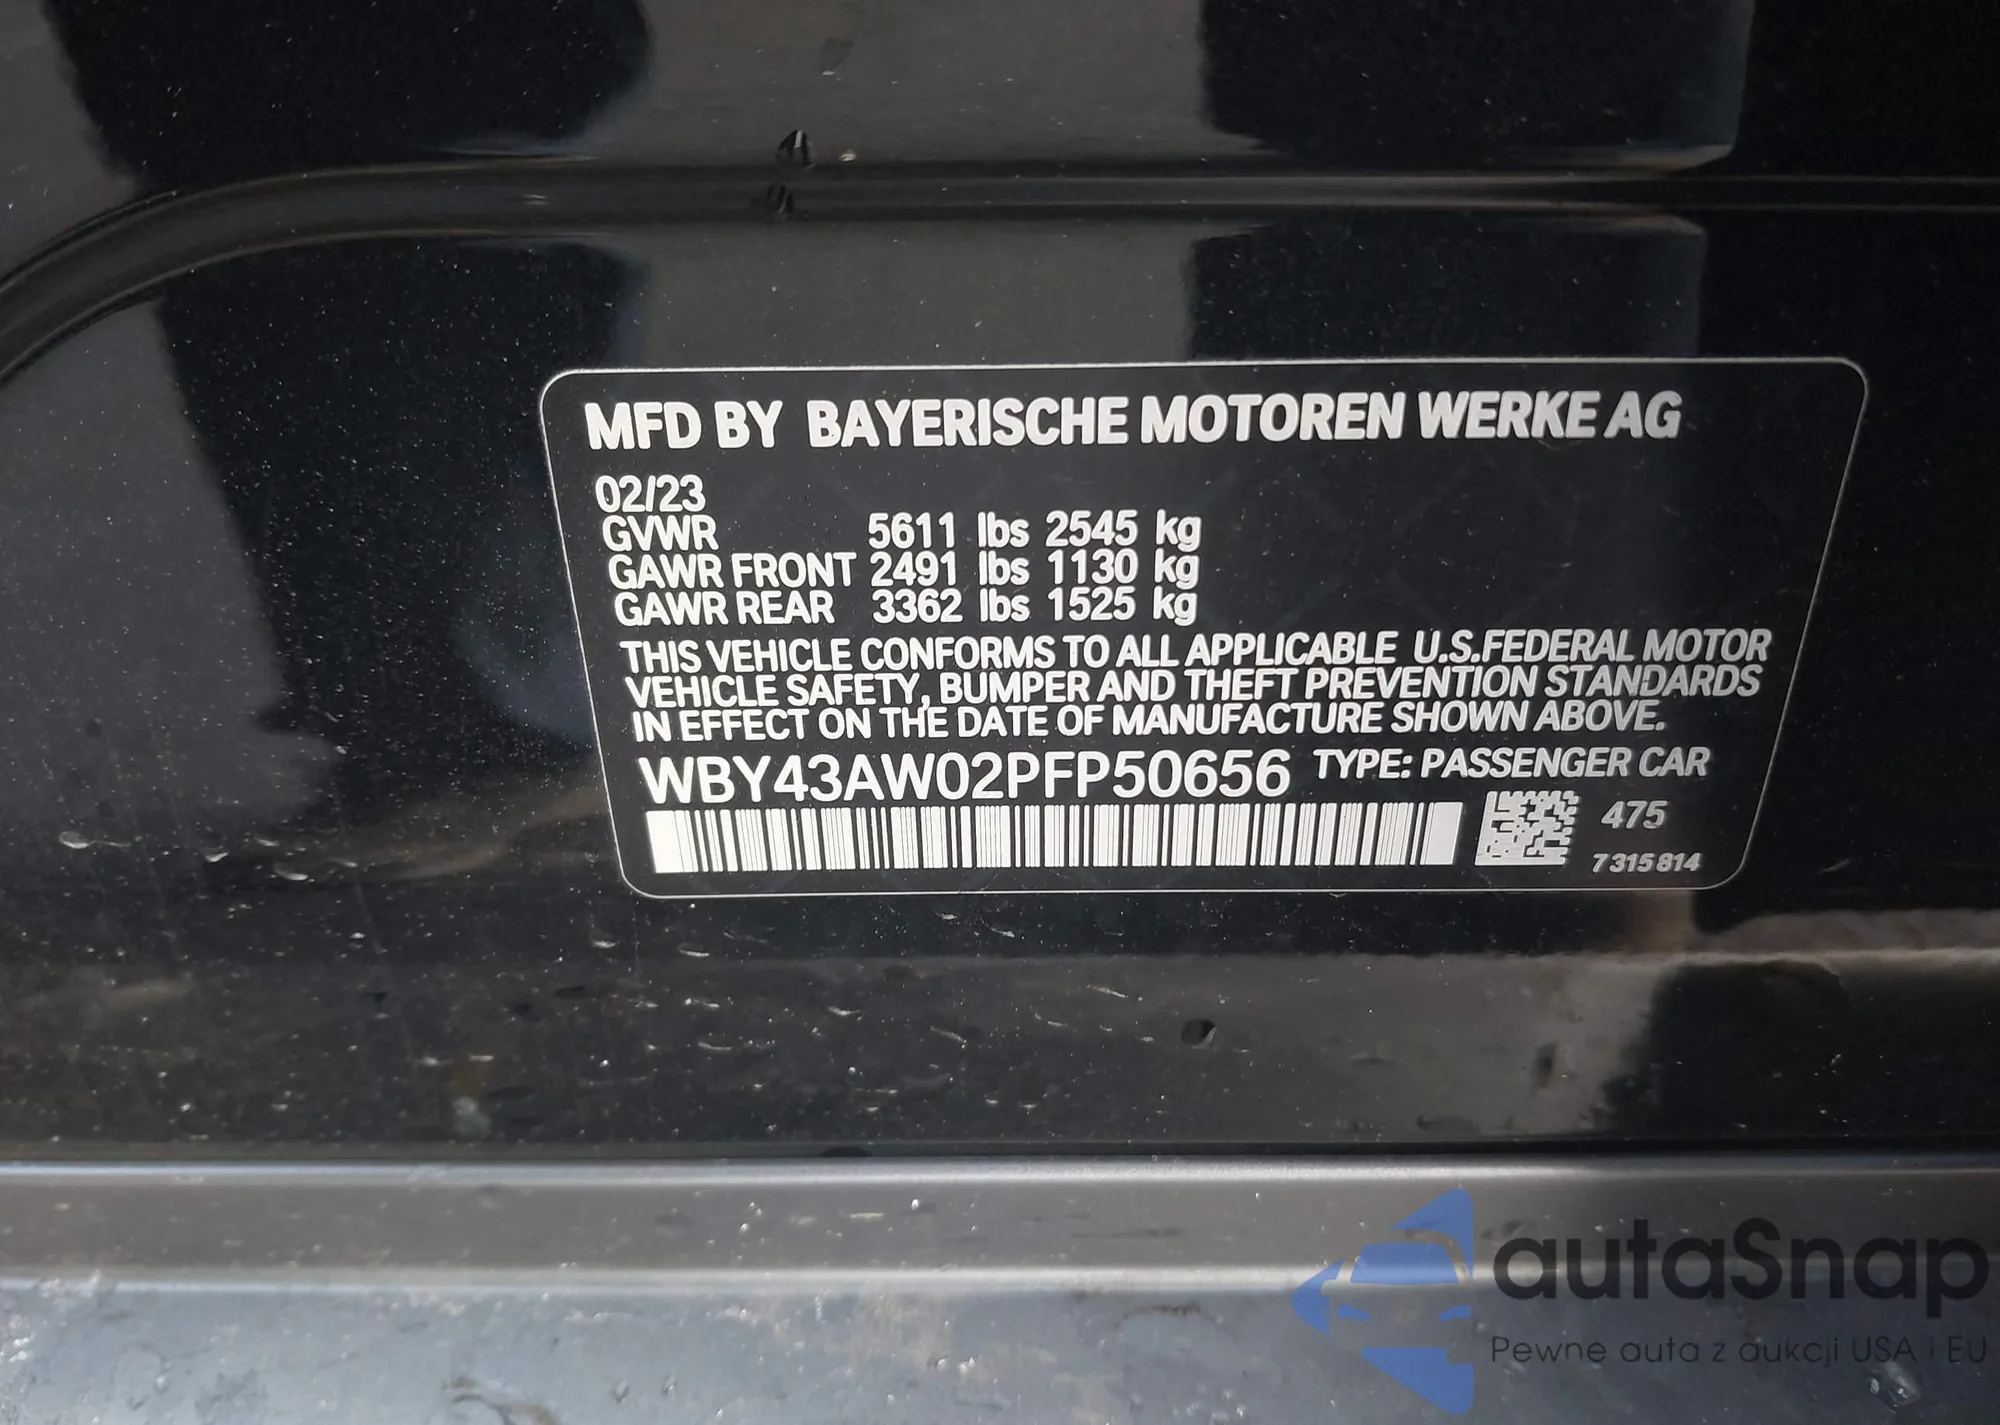 MFD BY BAYERISCHE MOTOREN WERKE AG
02/23
GVWR 5611 lbs 2545 kg
GAWR FRONT 2491 lbs 1130 kg
GAWR REAR 3362 lbs 1525 kg
THIS VEHICLE CONFORMS TO ALL APPLICABLE U.S.FEDERAL MOTOR
VEHICLE SAFETY, BUMPER AND THEFT PREVENTION STANDARDS
IN EFFECT ON THE DATE OF MANUFACTURE SHOWN ABOVE.
WBY43AW02PFP50656 TYPE: PASSENGER CAR
475
7315814
autaSnap
Pewne auta z aukcji USA i EU